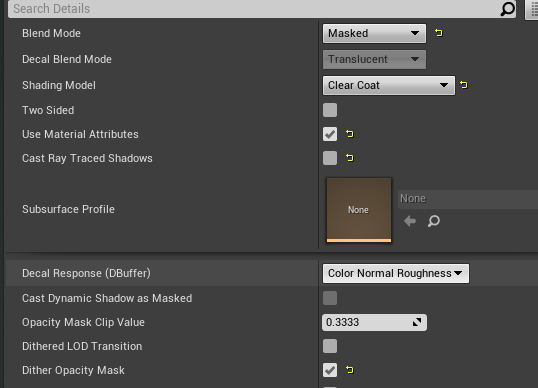 Search Details
Blend Mode
Masked
Decal Blend Mode
Translucent
Shading Model
Clear Coat
Two Sided
Use Material Attributes
Cast Ray Traced Shadows
Subsurface Profile
None
None
Decal Response (DBuffer)
Color Normal Roughness
Cast Dynamic Shadow as Masked
Opacity Mask Clip Value
0.3333
Dithered LOD Transition
Dither Opacity Mask